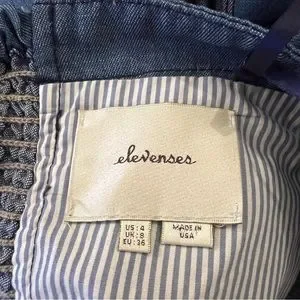 elevenses
US: 4
UK: 8
EU: 36
MADE IN
USA